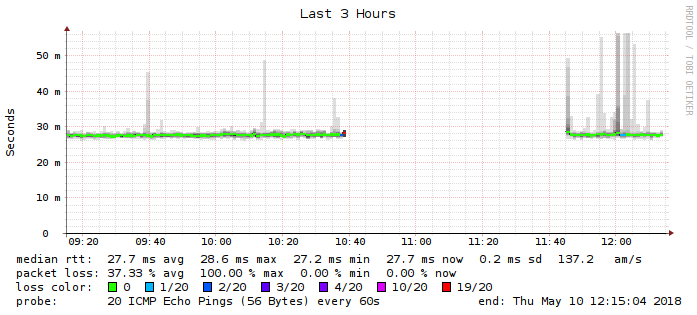 Last 3 Hours
RRDTOOL / TOBI OETIKER
Seconds
50 m
40 m
30 m
20 m
10 m
0
09:20 09:40 10:00 10:20 10:40 11:00 11:20 11:40 12:00
median rtt: 27.7 ms avg 28.6 ms max 27.2 ms min 27.7 ms now 0.2 ms sd 137.2 am/s
packet loss: 37.33 % avg 100.00 % max 0.00 % min 0.00 % now
loss color: 0 1/20 2/20 3/20 4/20 10/20 19/20
probe: 20 ICMP Echo Pings (56 Bytes) every 60s end: Thu May 10 12:15:04 2018